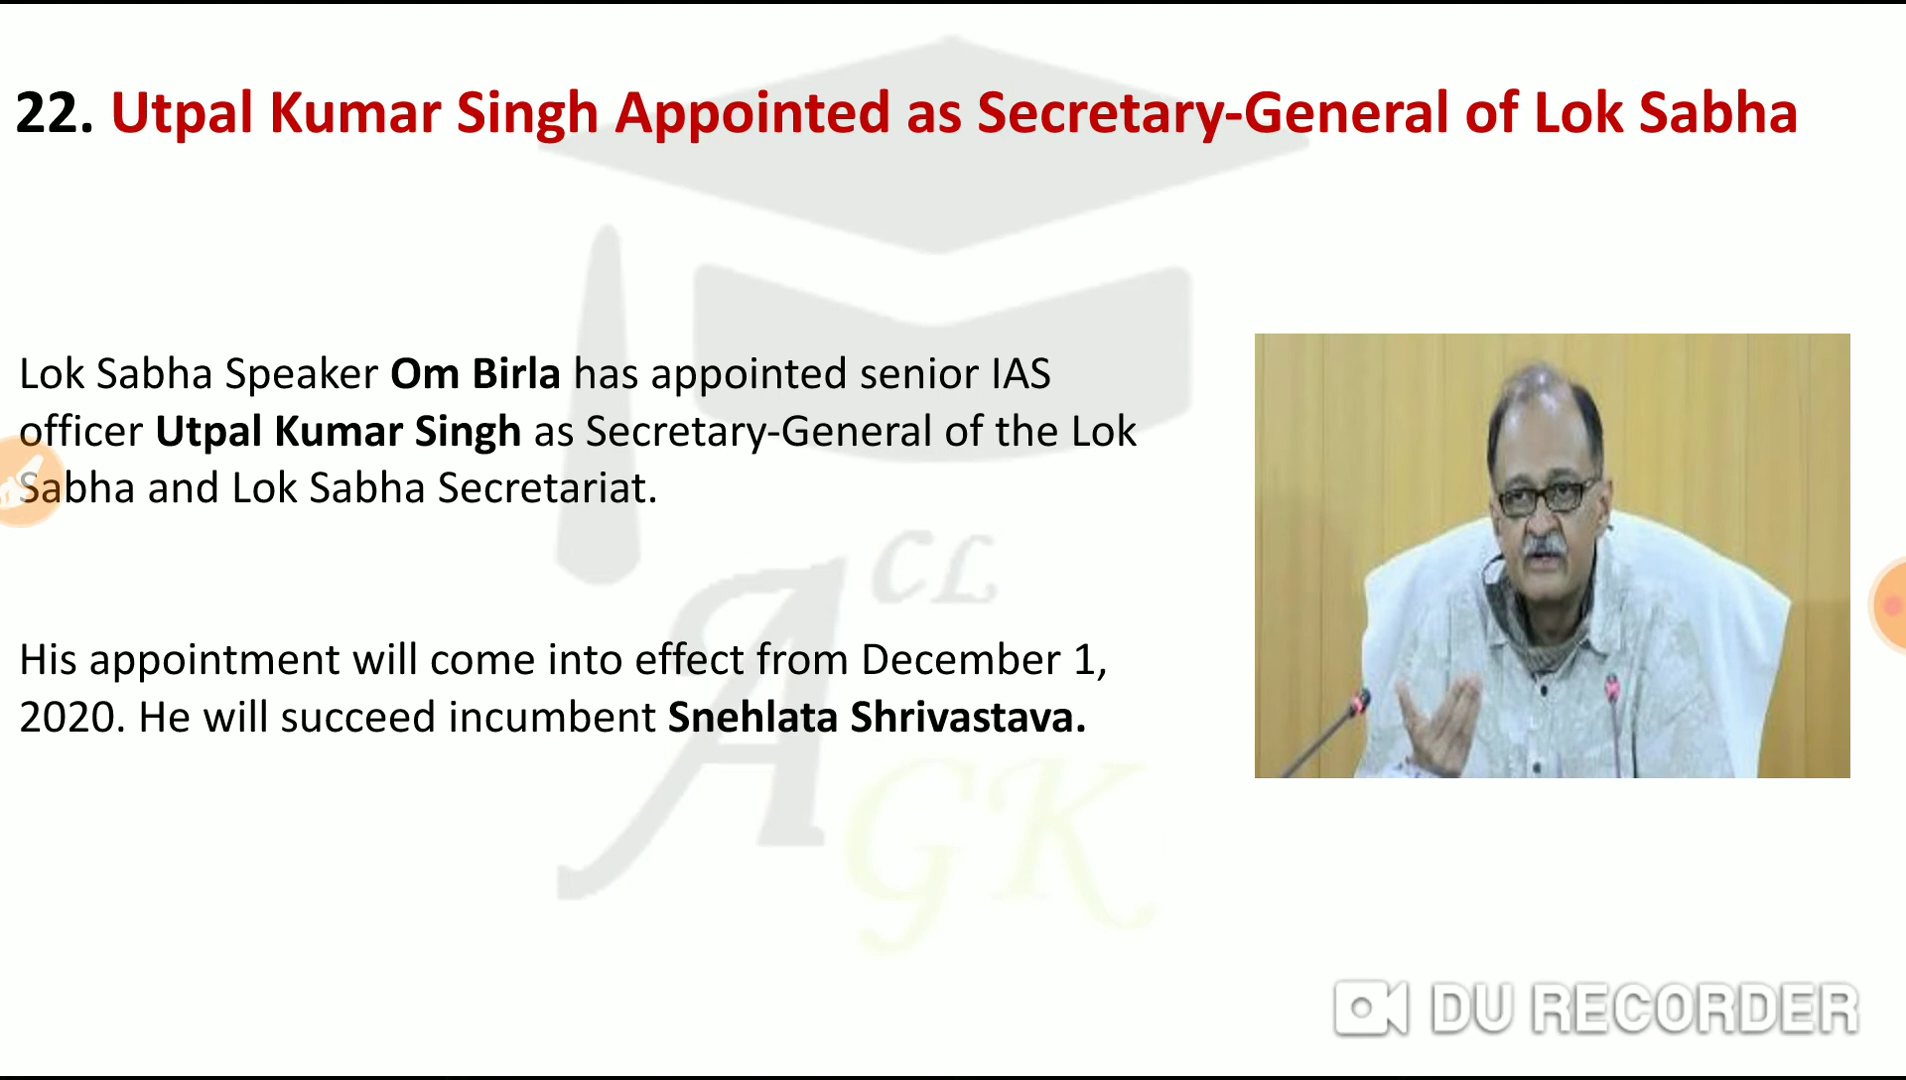 22. Utpal Kumar Singh Appointed as Secretary-General of Lok Sabha
Lok Sabha Speaker Om Birla has appointed senior IAS
officer Utpal Kumar Singh as Secretary-General of the Lok
Sabha and Lok Sabha Secretariat.
CL
A
His appointment will come into effect from December 1,
2020. He will succeed incumbent Snehlata Shrivastava.
GK
DU RECORDER